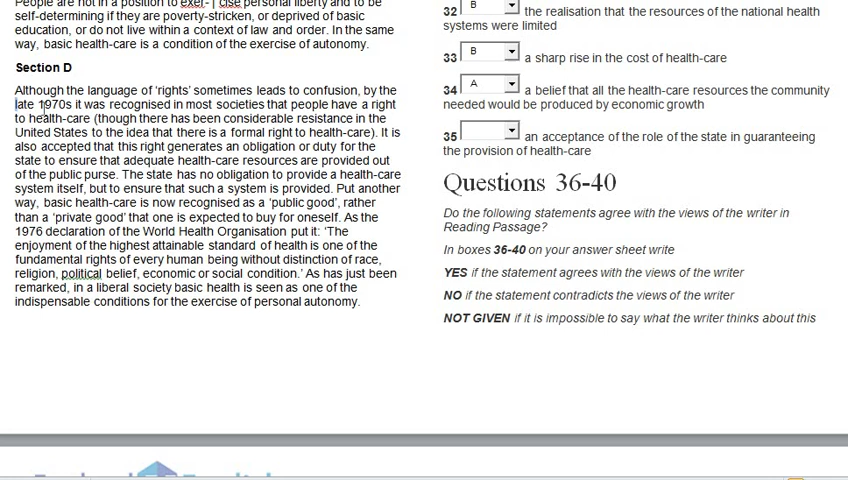 People are not in a position to exer- | cise personal liberty and to be
self-determining if they are poverty-stricken, or deprived of basic
education, or do not live within a context of law and order. In the same
way, basic health-care is a condition of the exercise of autonomy.
Section D
Although the language of ‘rights’ sometimes leads to confusion, by the
late 1970s it was recognised in most societies that people have a right
to health-care (though there has been considerable resistance in the
United States to the idea that there is a formal right to health-care). It is
also accepted that this right generates an obligation or duty for the
state to ensure that adequate health-care resources are provided out
of the public purse. The state has no obligation to provide a health-care
system itself, but to ensure that such a system is provided. Put another
way, basic health-care is now recognised as a ‘public good’, rather
than a ‘private good’ that one is expected to buy for oneself. As the
1976 declaration of the World Health Organisation put it: ‘The
enjoyment of the highest attainable standard of health is one of the
fundamental rights of every human being without distinction of race,
religion, political belief, economic or social condition.’ As has just been
remarked, in a liberal society basic health is seen as one of the
indispensable conditions for the exercise of personal autonomy.
32 B the realisation that the resources of the national health
systems were limited
33 B a sharp rise in the cost of health-care
34 A a belief that all the health-care resources the community
needed would be produced by economic growth
35 an acceptance of the role of the state in guaranteeing
the provision of health-care
Questions 36-40
Do the following statements agree with the views of the writer in
Reading Passage?
In boxes 36-40 on your answer sheet write
YES if the statement agrees with the views of the writer
NO if the statement contradicts the views of the writer
NOT GIVEN if it is impossible to say what the writer thinks about this